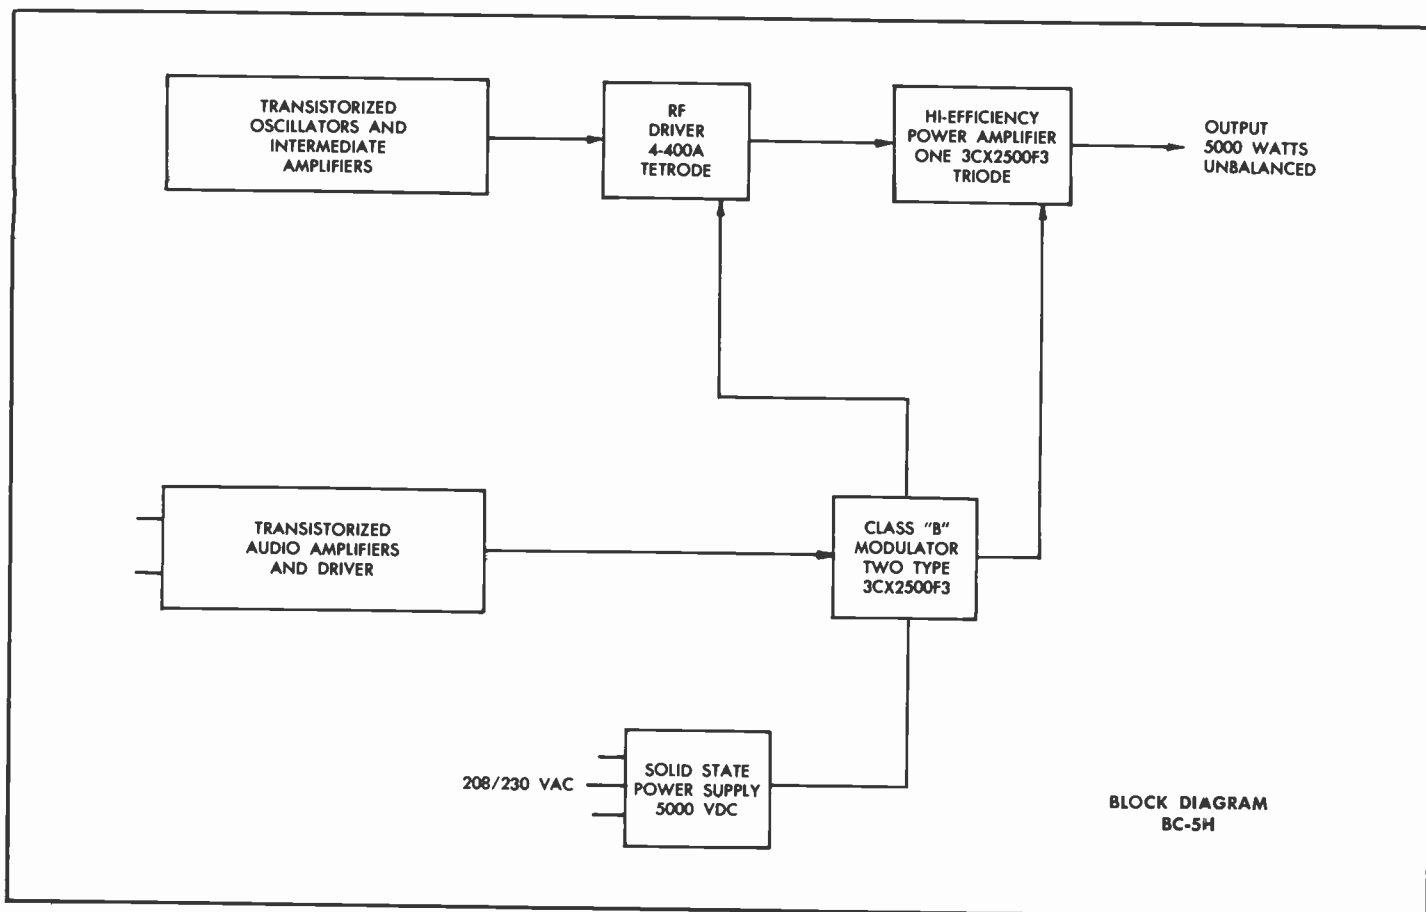 TRANSISTORIZED
OSCILLATORS AND
INTERMEDIATE
AMPLIFIERS
RF
DRIVER
4-400A
TETRODE
HI-EFFICIENCY
POWER AMPLIFIER
ONE 3CX2500F3
TRIODE
OUTPUT
5000 WATTS
UNBALANCED
TRANSISTORIZED
AUDIO AMPLIFIERS
AND DRIVER
CLASS "B"
MODULATOR
TWO TYPE
3CX2500F3
208/230 VAC
SOLID STATE
POWER SUPPLY
5000 VDC
BLOCK DIAGRAM
BC-5H